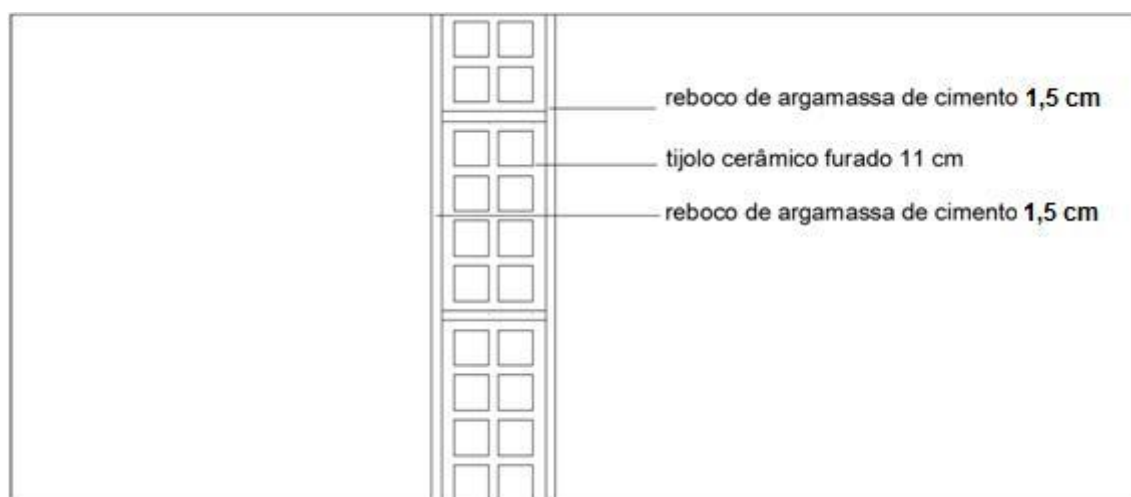 reboco de argamassa de cimento 1,5 cm
tijolo cerâmico furado 11 cm
reboco de argamassa de cimento 1,5 cm